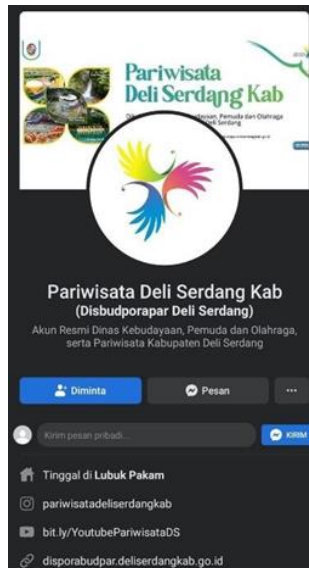 Pariwisata
Deli Serdang Kab
Pariwisata Deli Serdang Kab
(Disbudporapar Deli Serdang)
Akun Resmi Dinas Kebudayaan, Pemuda dan Olahraga,
serta Pariwisata Kabupaten Deli Serdang
Diminta
Pesan
Kirim pesan pribadi...
KIRIM
Tinggal di Lubuk Pakam
pariwisatadeliserdangkab
bit.ly/YoutubePariwisataDS
disporabudpar.deliserdangkab.go.id